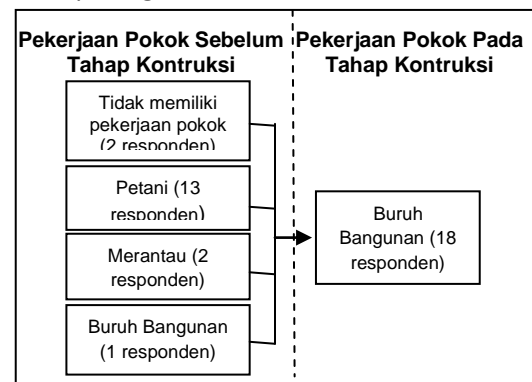 Pekerjaan Pokok Sebelum
Tahap Kontruksi
Pekerjaan Pokok Pada
Tahap Kontruksi
Tidak memiliki
pekerjaan pokok
(2 responden)
Petani (13
responden)
Merantau (2
responden)
Buruh Bangunan
(1 responden)
Buruh
Bangunan (18
responden)